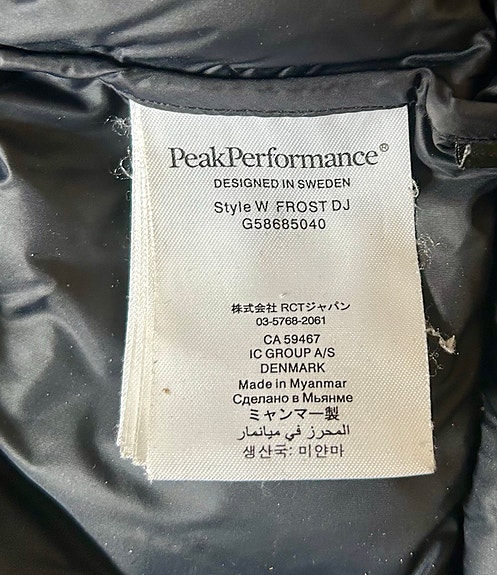 PeakPerformance®
DESIGNED IN SWEDEN
Style W FROST DJ
G58685040
株式会社 RCTジャパン
03-5768-2061
CA 59467
IC GROUP A/S
DENMARK
Made in Myanmar
Сделано в Мьянме
ミャンマー製
المحرز في ميانمار
생산국: 미얀마